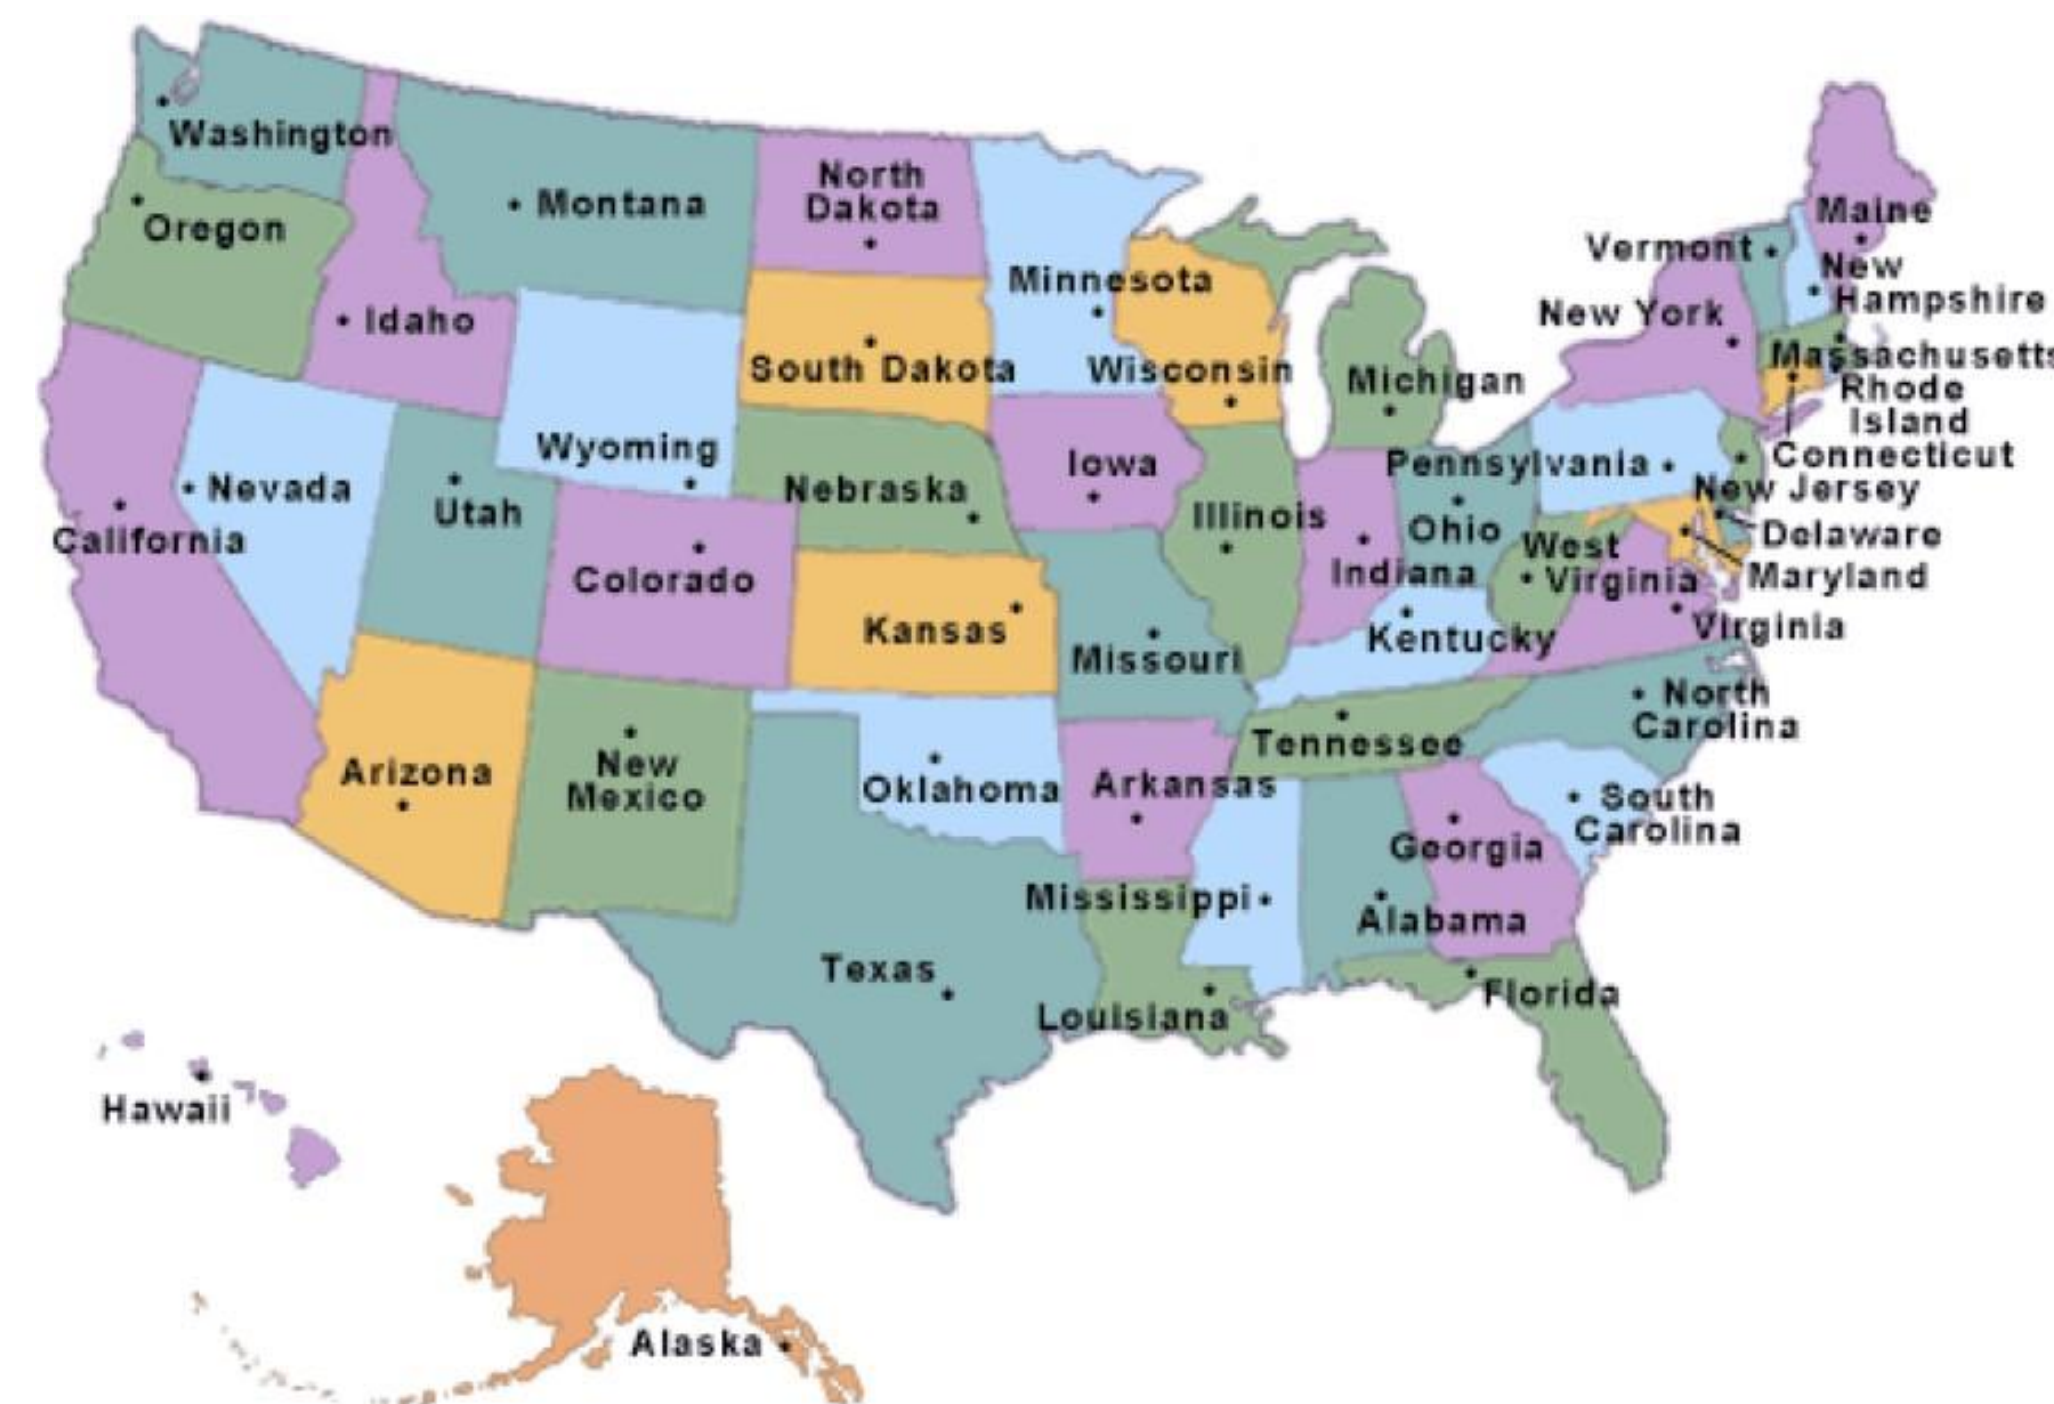 Washington
Montana
North
Dakota
Minnesota
Maine
Oregon
Vermont
New
Hampshire
Idaho
New York
South Dakota
Wisconsin
Michigan
Massachusetts
Rhode
Island
Wyoming
Iowa
Pennsylvania
Connecticut
Nevada
Utah
Nebraska
Illinois
Ohio
New Jersey
California
Colorado
Indiana
West
Virginia
Delaware
Maryland
Kansas
Missouri
Kentucky
Virginia
Arizona
New
Mexico
Oklahoma
Arkansas
Tennessee
North
Carolina
South
Carolina
Georgia
Mississippi
Alabama
Texas
Louisiana
Florida
Hawaii
Alaska